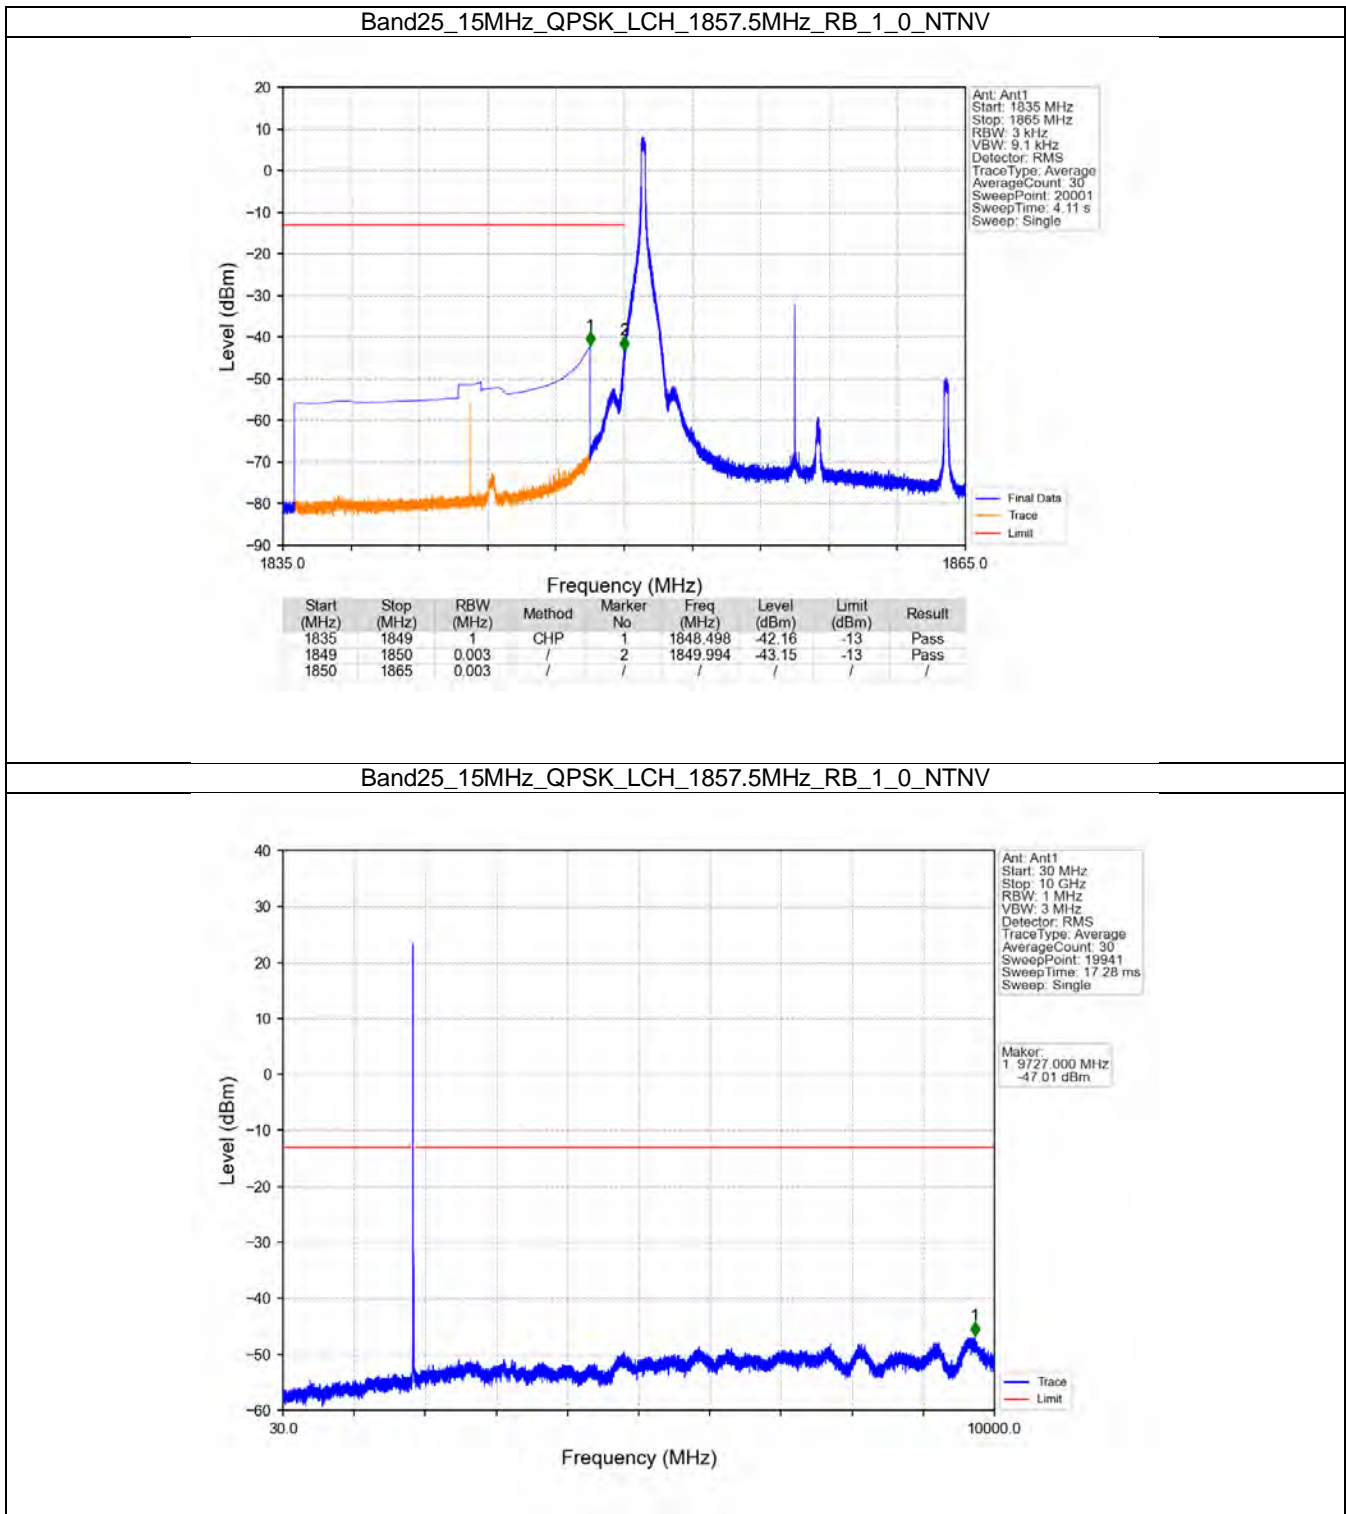 Band25_15MHz_QPSK_LCH_1857.5MHz_RB_1_0_NTNV
20
10
0
−10
−20
−30
−40
−50
−60
−70
−80
−90
Level (dBm)
1
2
1835.0
1865.0
Frequency (MHz)
Ant: Ant1
Start: 1835 MHz
Stop: 1865 MHz
RBW: 3 kHz
VBW: 9.1 kHz
Detector: RMS
TraceType: Average
AverageCount: 30
SweepPoint: 20001
SweepTime: 4.11 s
Sweep: Single
Final Data
Trace
Limit
Start (MHz) Stop (MHz) RBW (MHz) Method Marker No Freq (MHz) Level (dBm) Limit (dBm) Result
1835 1849 1 CHP 1 1848.498 -42.16 -13 Pass
1849 1850 0.003 / 2 1849.994 -43.15 -13 Pass
1850 1865 0.003 / / / / / /
Band25_15MHz_QPSK_LCH_1857.5MHz_RB_1_0_NTNV
40
30
20
10
0
−10
−20
−30
−40
−50
−60
Level (dBm)
1
30.0
10000.0
Frequency (MHz)
Ant: Ant1
Start: 30 MHz
Stop: 10 GHz
RBW: 1 MHz
VBW: 3 MHz
Detector: RMS
TraceType: Average
AverageCount: 30
SweepPoint: 19941
SweepTime: 17.28 ms
Sweep: Single
Maker:
1 9727.000 MHz
-47.01 dBm
Trace
Limit